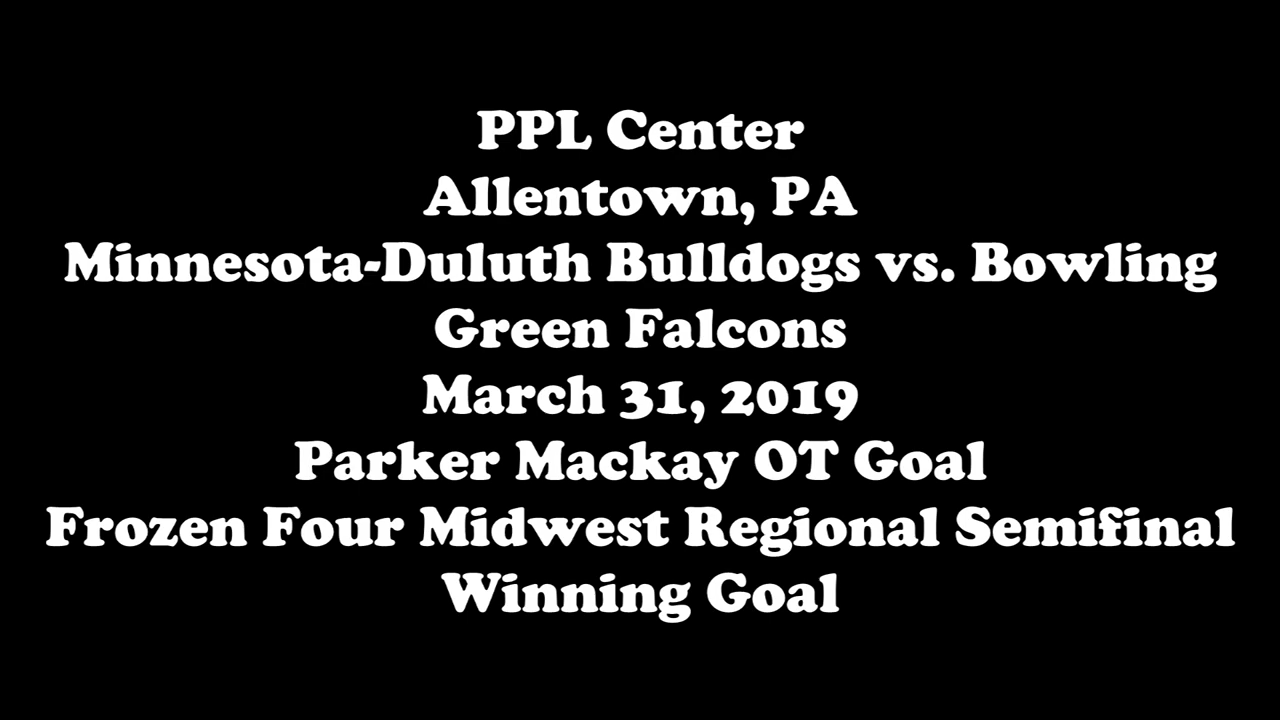 PPL Center
Allentown, PA
Minnesota-Duluth Bulldogs vs. Bowling
Green Falcons
March 31, 2019
Parker Mackay OT Goal
Frozen Four Midwest Regional Semifinal
Winning Goal